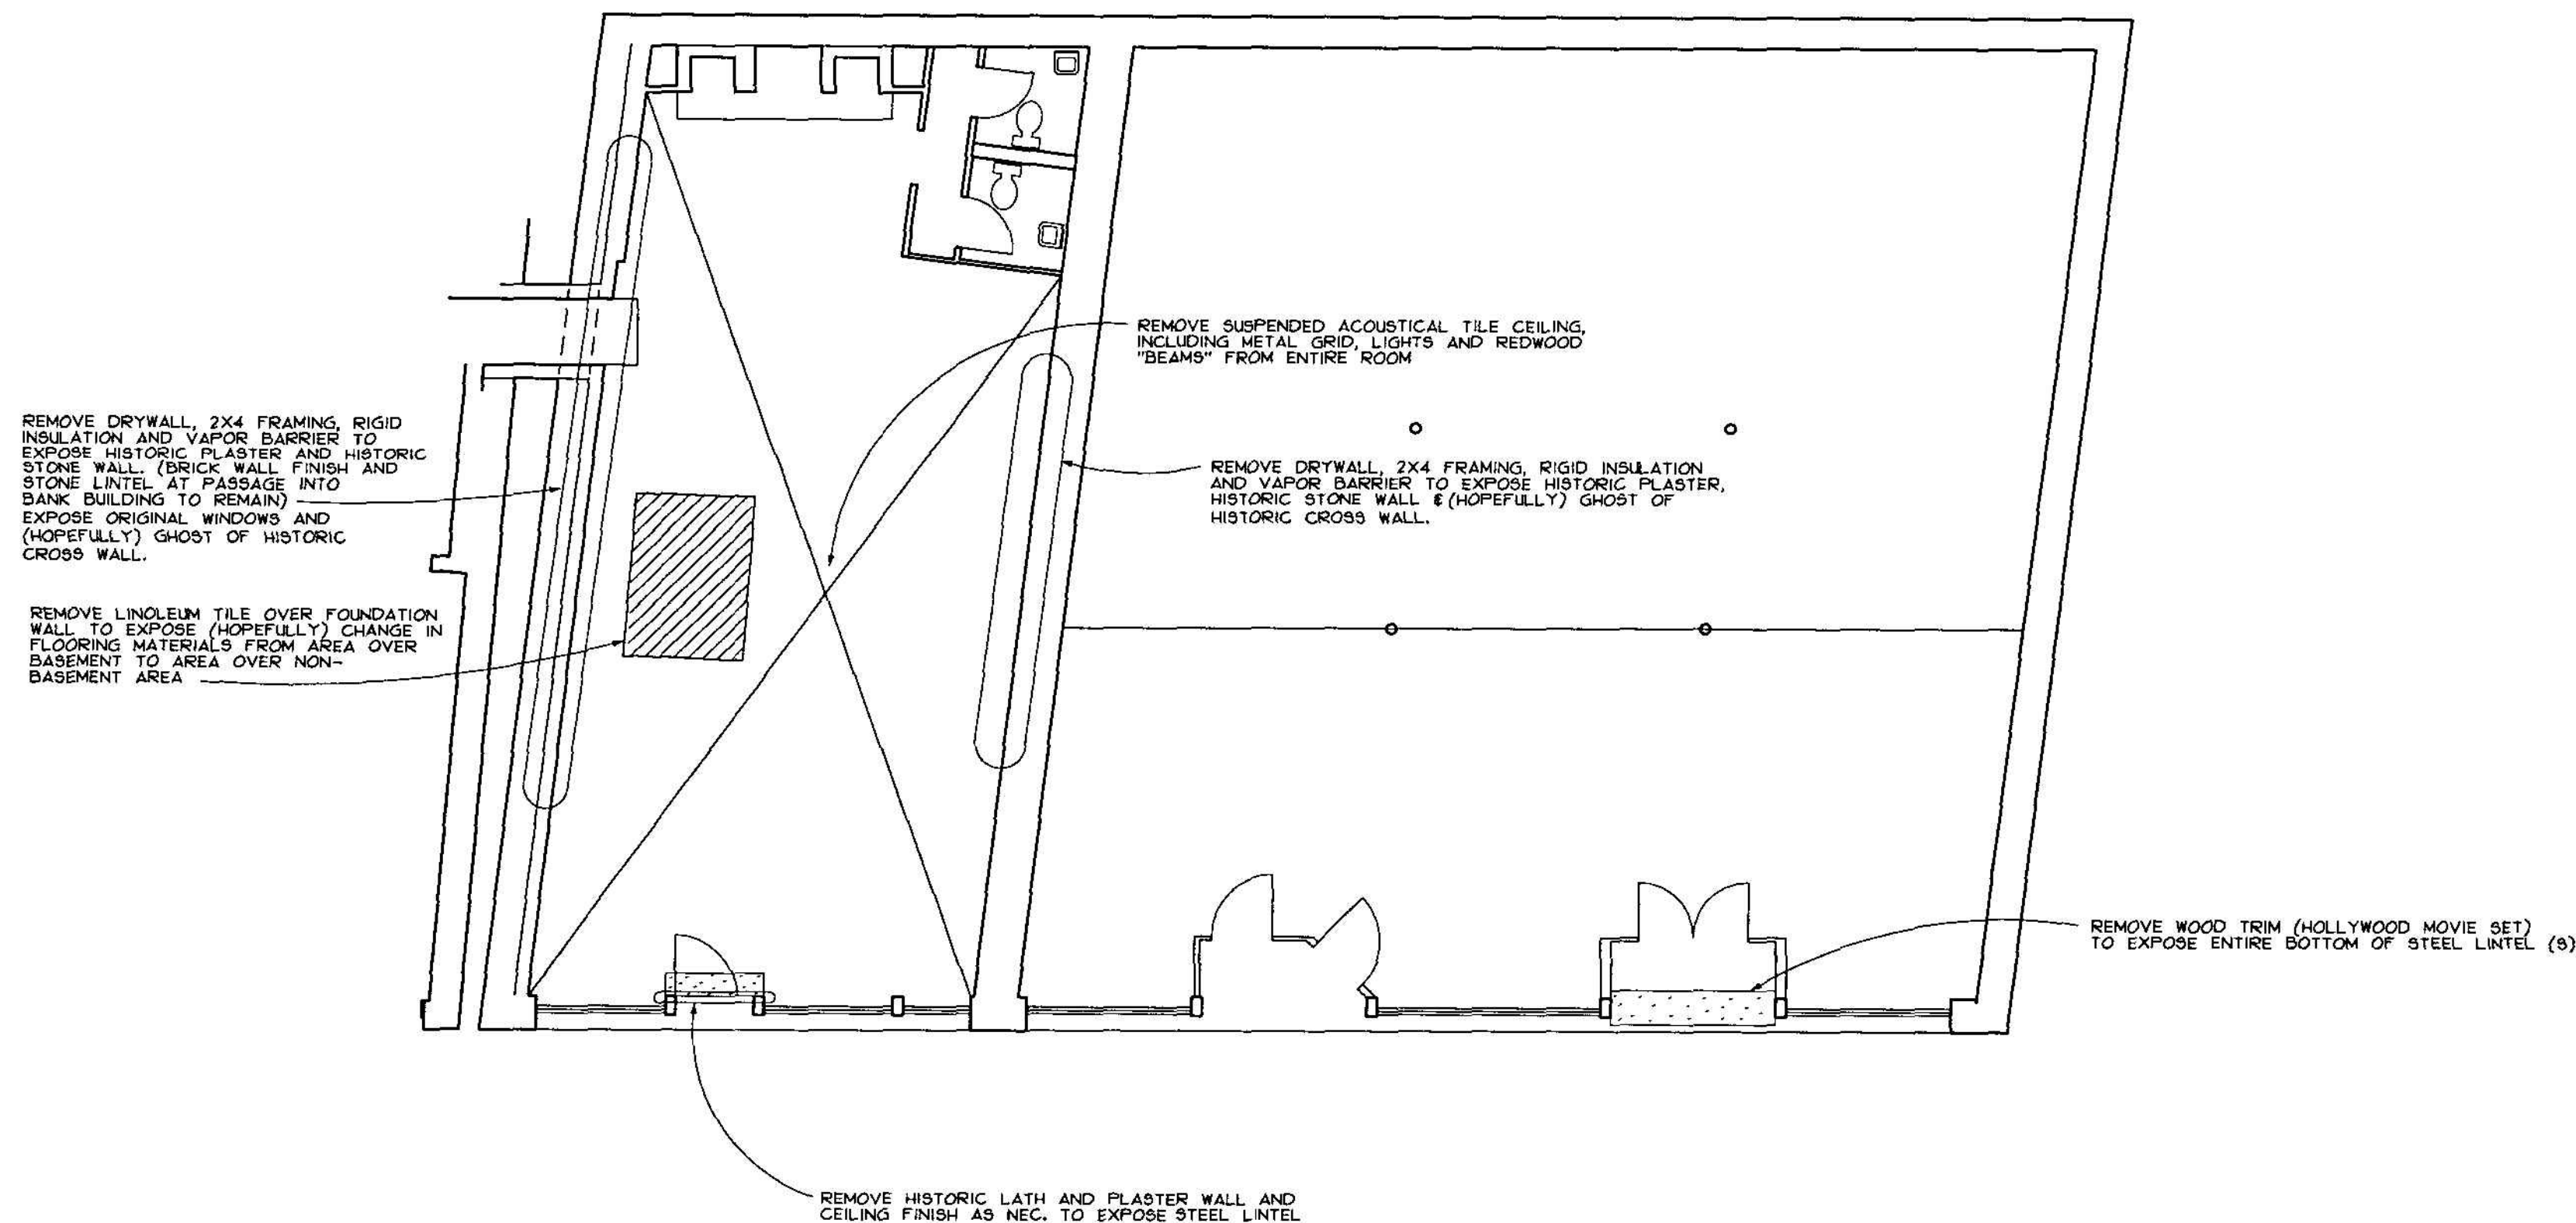 REMOVE SUSPENDED ACOUSTICAL TILE CEILING,
INCLUDING METAL GRID, LIGHTS AND REDWOOD
"BEAMS" FROM ENTIRE ROOM
REMOVE DRYWALL, 2X4 FRAMING, RIGID
INSULATION AND VAPOR BARRIER TO
EXPOSE HISTORIC PLASTER AND HISTORIC
STONE WALL. (BRICK WALL FINISH AND
STONE LINTEL AT PASSAGE INTO
BANK BUILDING TO REMAIN)
EXPOSE ORIGINAL WINDOWS AND
(HOPEFULLY) GHOST OF HISTORIC
CROSS WALL.
REMOVE DRYWALL, 2X4 FRAMING, RIGID INSULATION
AND VAPOR BARRIER TO EXPOSE HISTORIC PLASTER,
HISTORIC STONE WALL & (HOPEFULLY) GHOST OF
HISTORIC CROSS WALL.
REMOVE LINOLEUM TILE OVER FOUNDATION
WALL TO EXPOSE (HOPEFULLY) CHANGE IN
FLOORING MATERIALS FROM AREA OVER
BASEMENT TO AREA OVER NON-
BASEMENT AREA
REMOVE WOOD TRIM (HOLLYWOOD MOVIE SET)
TO EXPOSE ENTIRE BOTTOM OF STEEL LINTEL (S)
REMOVE HISTORIC LATH AND PLASTER WALL AND
CEILING FINISH AS NEC. TO EXPOSE STEEL LINTEL